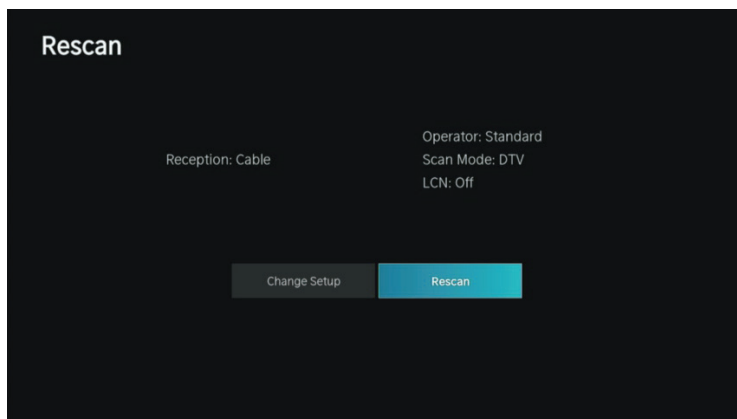 Rescan
Reception: Cable
Operator: Standard
Scan Mode: DTV
LCN: Off
Change Setup
Rescan